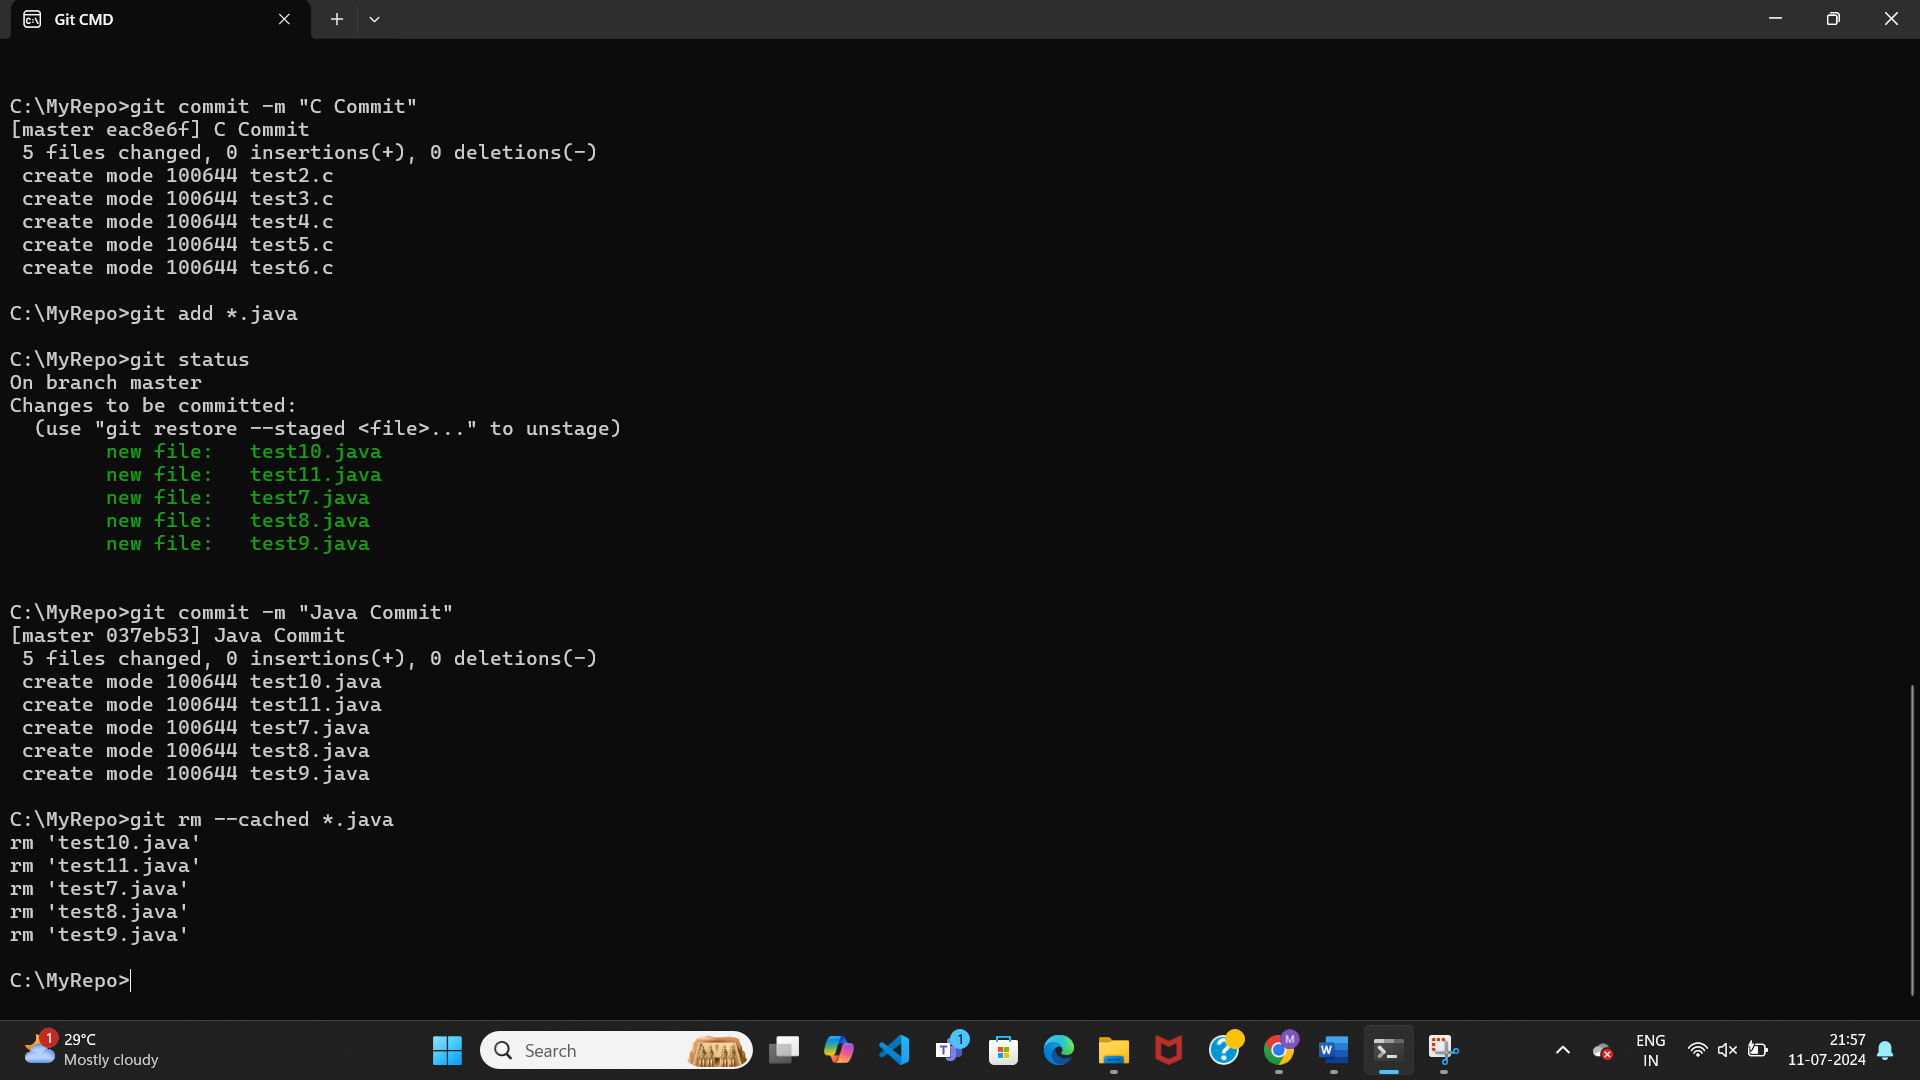 Git CMD
C:\MyRepo>git commit -m "C Commit"
[master eac8e6f] C Commit
 5 files changed, 0 insertions(+), 0 deletions(-)
 create mode 100644 test2.c
 create mode 100644 test3.c
 create mode 100644 test4.c
 create mode 100644 test5.c
 create mode 100644 test6.c
C:\MyRepo>git add *.java
C:\MyRepo>git status
On branch master
Changes to be committed:
  (use "git restore --staged <file>..." to unstage)
        new file:   test10.java
        new file:   test11.java
        new file:   test7.java
        new file:   test8.java
        new file:   test9.java
C:\MyRepo>git commit -m "Java Commit"
[master 037eb53] Java Commit
 5 files changed, 0 insertions(+), 0 deletions(-)
 create mode 100644 test10.java
 create mode 100644 test11.java
 create mode 100644 test7.java
 create mode 100644 test8.java
 create mode 100644 test9.java
C:\MyRepo>git rm --cached *.java
rm 'test10.java'
rm 'test11.java'
rm 'test7.java'
rm 'test8.java'
rm 'test9.java'
C:\MyRepo>
1
29°C
Mostly cloudy
Search
1
M
ENG
IN
21:57
11-07-2024